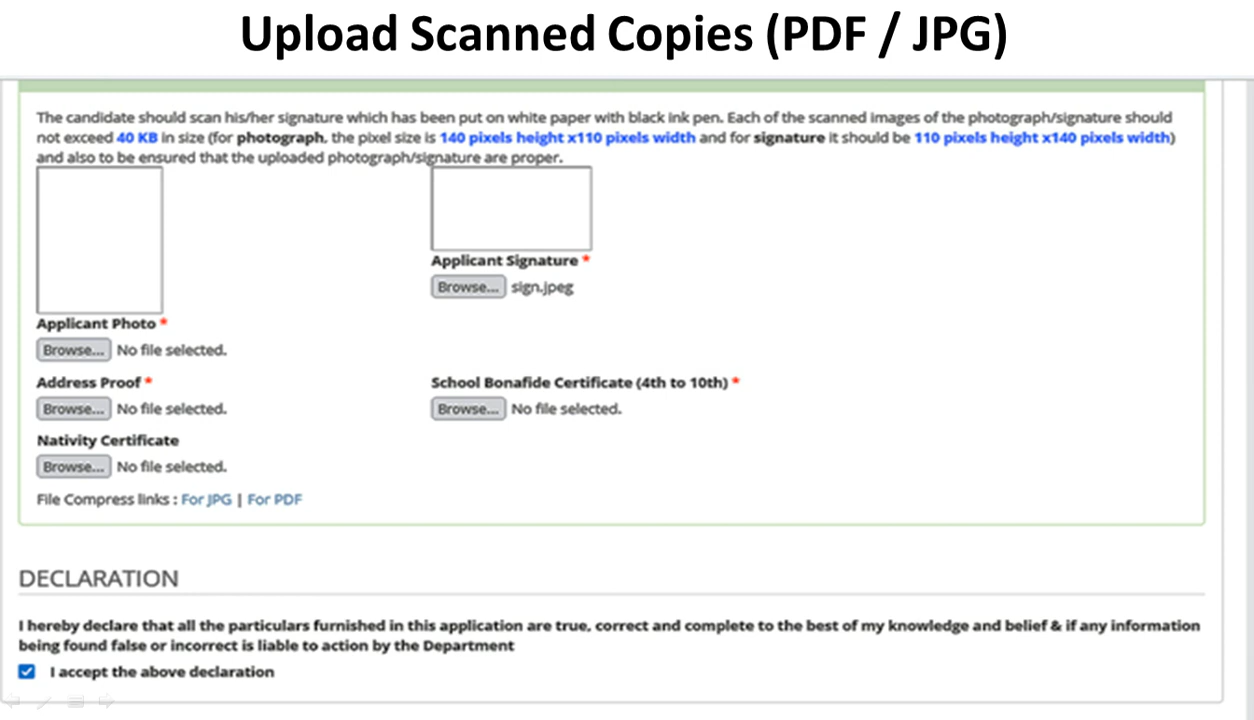 Upload Scanned Copies (PDF / JPG)
The candidate should scan his/her signature which has been put on white paper with black ink pen. Each of the scanned images of the photograph/signature should
not exceed 40 KB in size (for photograph, the pixel size is 140 pixels height x110 pixels width and for signature it should be 110 pixels height x140 pixels width)
and also to be ensured that the uploaded photograph/signature are proper.
Applicant Signature *
Browse... sign.jpeg
Applicant Photo *
Browse... No file selected.
Address Proof *
Browse... No file selected.
School Bonafide Certificate (4th to 10th) *
Browse... No file selected.
Nativity Certificate
Browse... No file selected.
File Compress links : For JPG | For PDF
DECLARATION
I hereby declare that all the particulars furnished in this application are true, correct and complete to the best of my knowledge and belief & if any information
being found false or incorrect is liable to action by the Department
I accept the above declaration